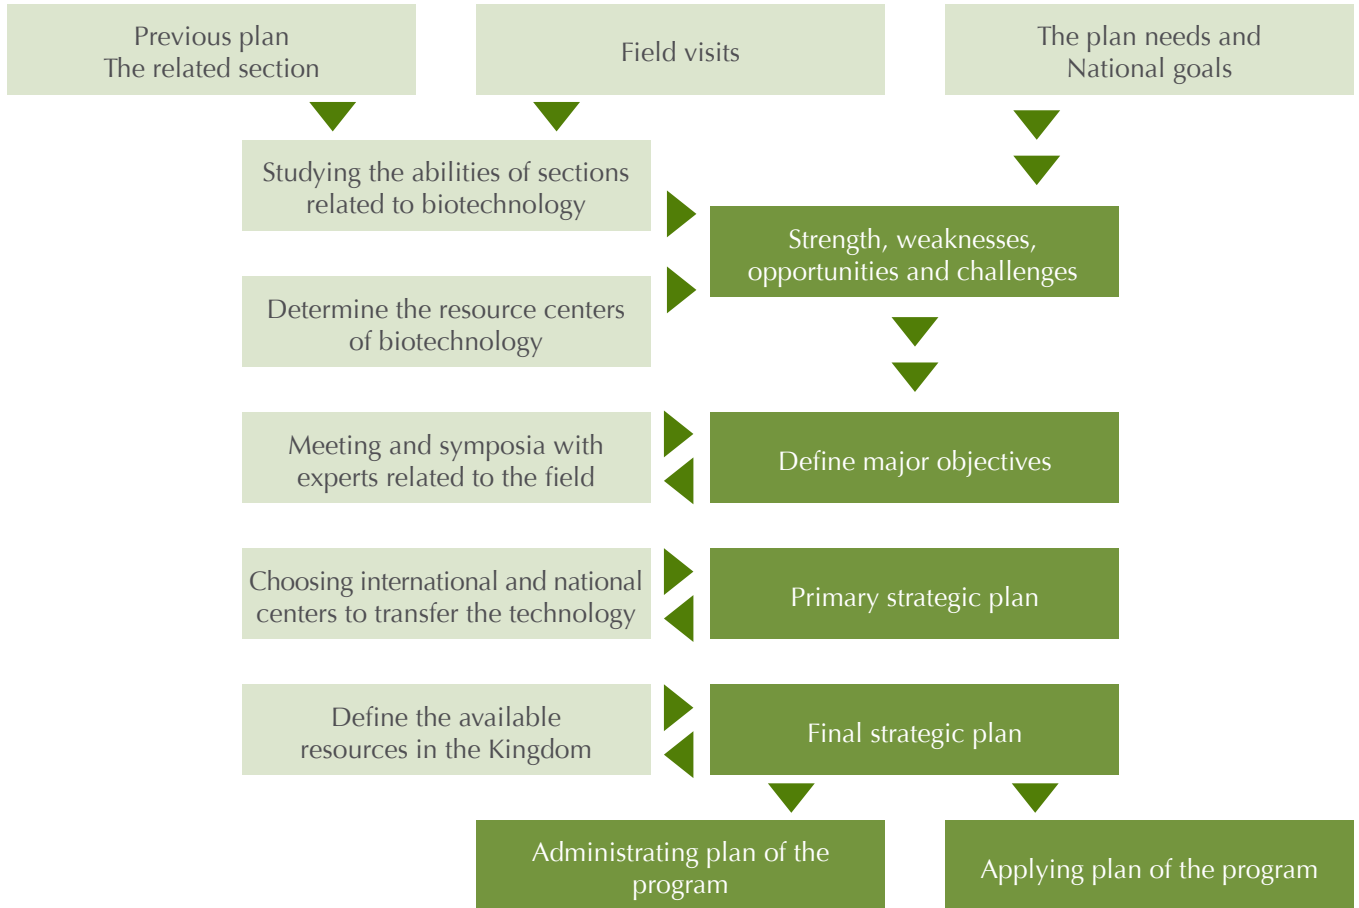 Previous plan
The related section
Field visits
The plan needs and
National goals
Studying the abilities of sections
related to biotechnology
Strength, weaknesses,
opportunities and challenges
Determine the resource centers
of biotechnology
Meeting and symposia with
experts related to the field
Define major objectives
Choosing international and national
centers to transfer the technology
Primary strategic plan
Define the available
resources in the Kingdom
Final strategic plan
Administrating plan of the
program
Applying plan of the program